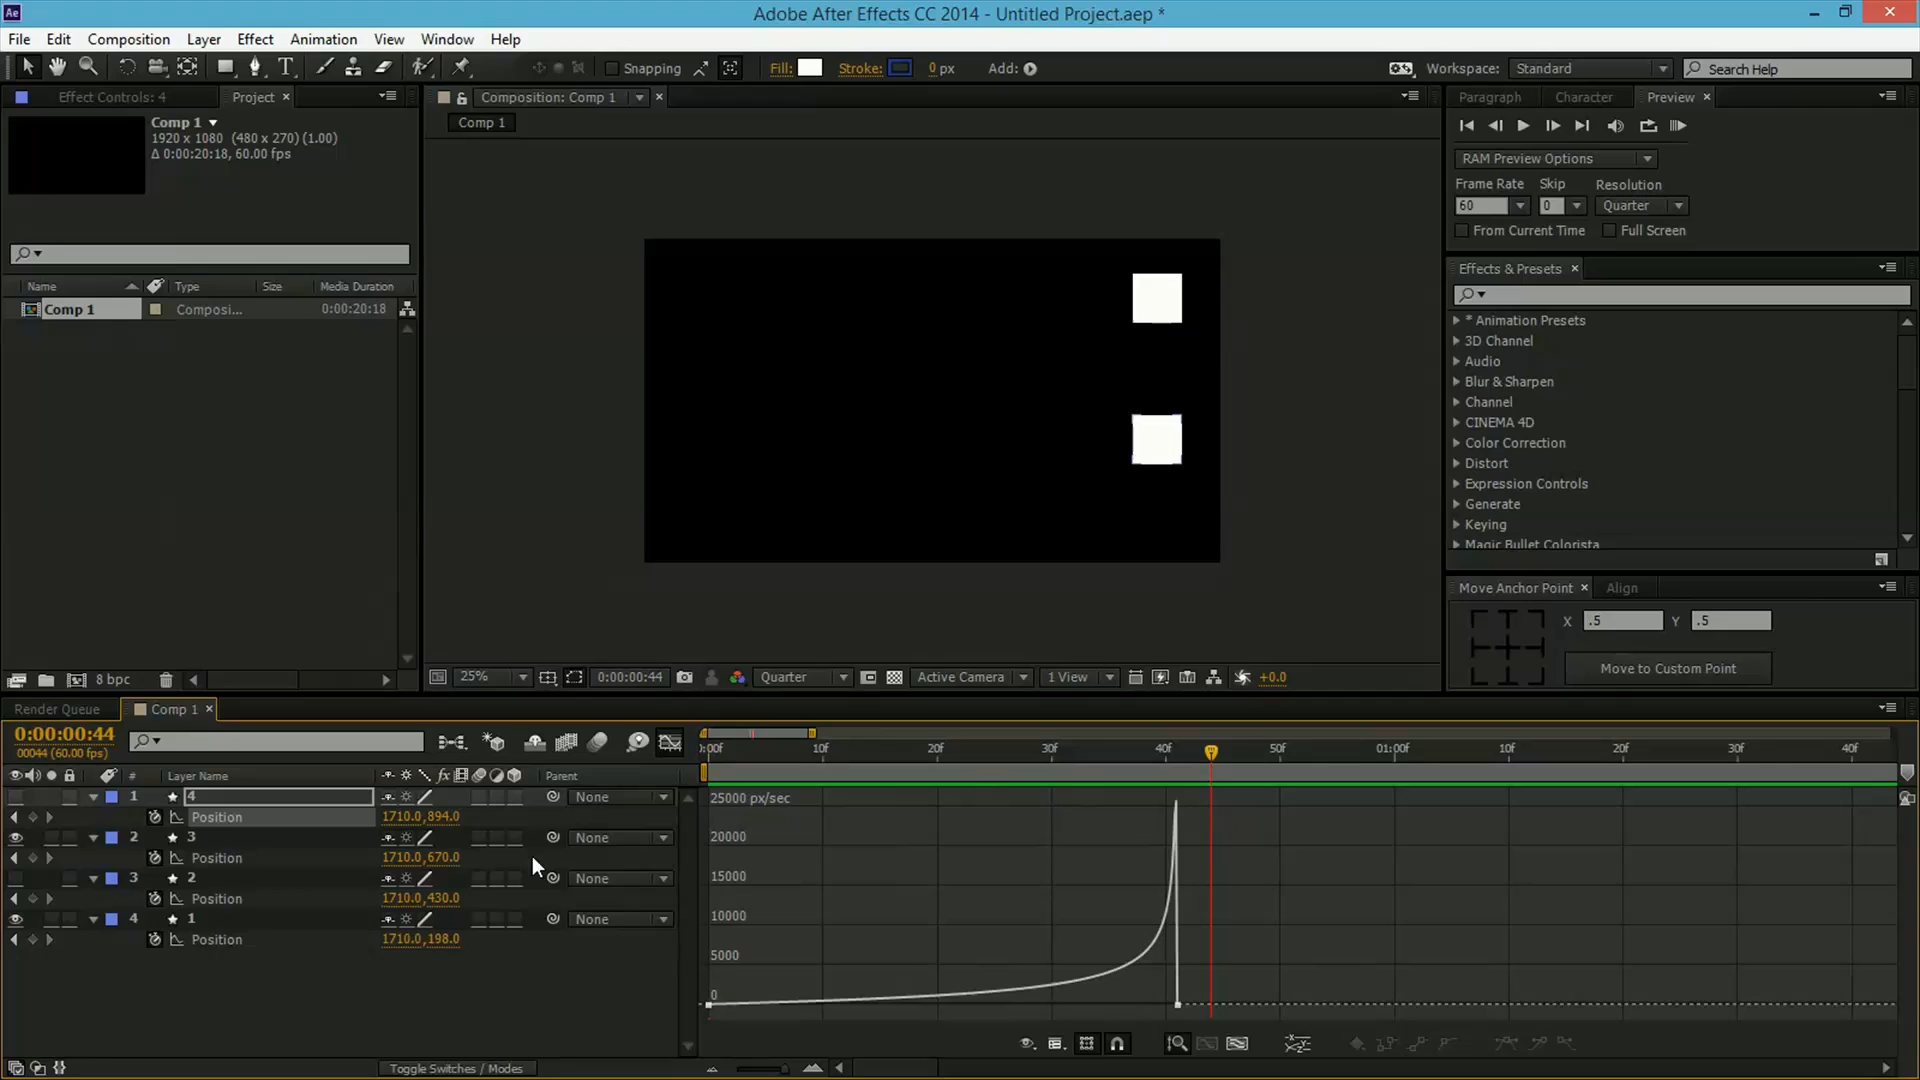 Ae
Adobe After Effects CC 2014 - Untitled Project.aep *
File Edit Composition Layer Effect Animation View Window Help
Snapping Fill: Stroke: 0 px Add: Workspace: Standard Search Help
Effect Controls: 4 Project × Composition: Comp 1 × Paragraph Character Preview ×
Comp 1
1920 x 1080 (480 x 270) (1.00)
Δ 0:00:20:18, 60.00 fps
Comp 1
RAM Preview Options
Frame Rate Skip Resolution
60 0 Quarter
From Current Time Full Screen
Effects & Presets ×
Name Type Size Media Duration
Comp 1 Composi... 0:00:20:18
* Animation Presets
3D Channel
Audio
Blur & Sharpen
Channel
CINEMA 4D
Color Correction
Distort
Expression Controls
Generate
Keying
Magic Bullet Colorista
Move Anchor Point × Align
X .5 Y .5
Move to Custom Point
8 bpc
25% 0:00:00:44 Quarter Active Camera 1 View +0.0
Render Queue Comp 1 ×
0:00:00:44
00044 (60.00 fps)
0:00f 10f 20f 30f 40f 50f 01:00f 10f 20f 30f 40f
# Layer Name fx Parent
1 4 None
Position 1710.0,894.0
2 3 None
Position 1710.0,670.0
3 2 None
Position 1710.0,430.0
4 1 None
Position 1710.0,198.0
25000 px/sec
20000
15000
10000
5000
0
Toggle Switches / Modes